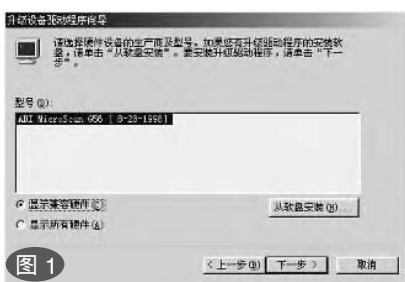 升级设备驱动程序向导
请选择硬件设备的生产商及型号。如果您有升级驱动程序的安装软
盘，请单击“从软盘安装”。要安装升级驱动程序，请单击“下一
步”。
型号(D):
ADI MicroScan G56 [ 8-28-1998]
显示兼容硬件(C)
显示所有硬件(A)
从软盘安装(H)...
<上一步(B)
下一步 >
取消
图 1